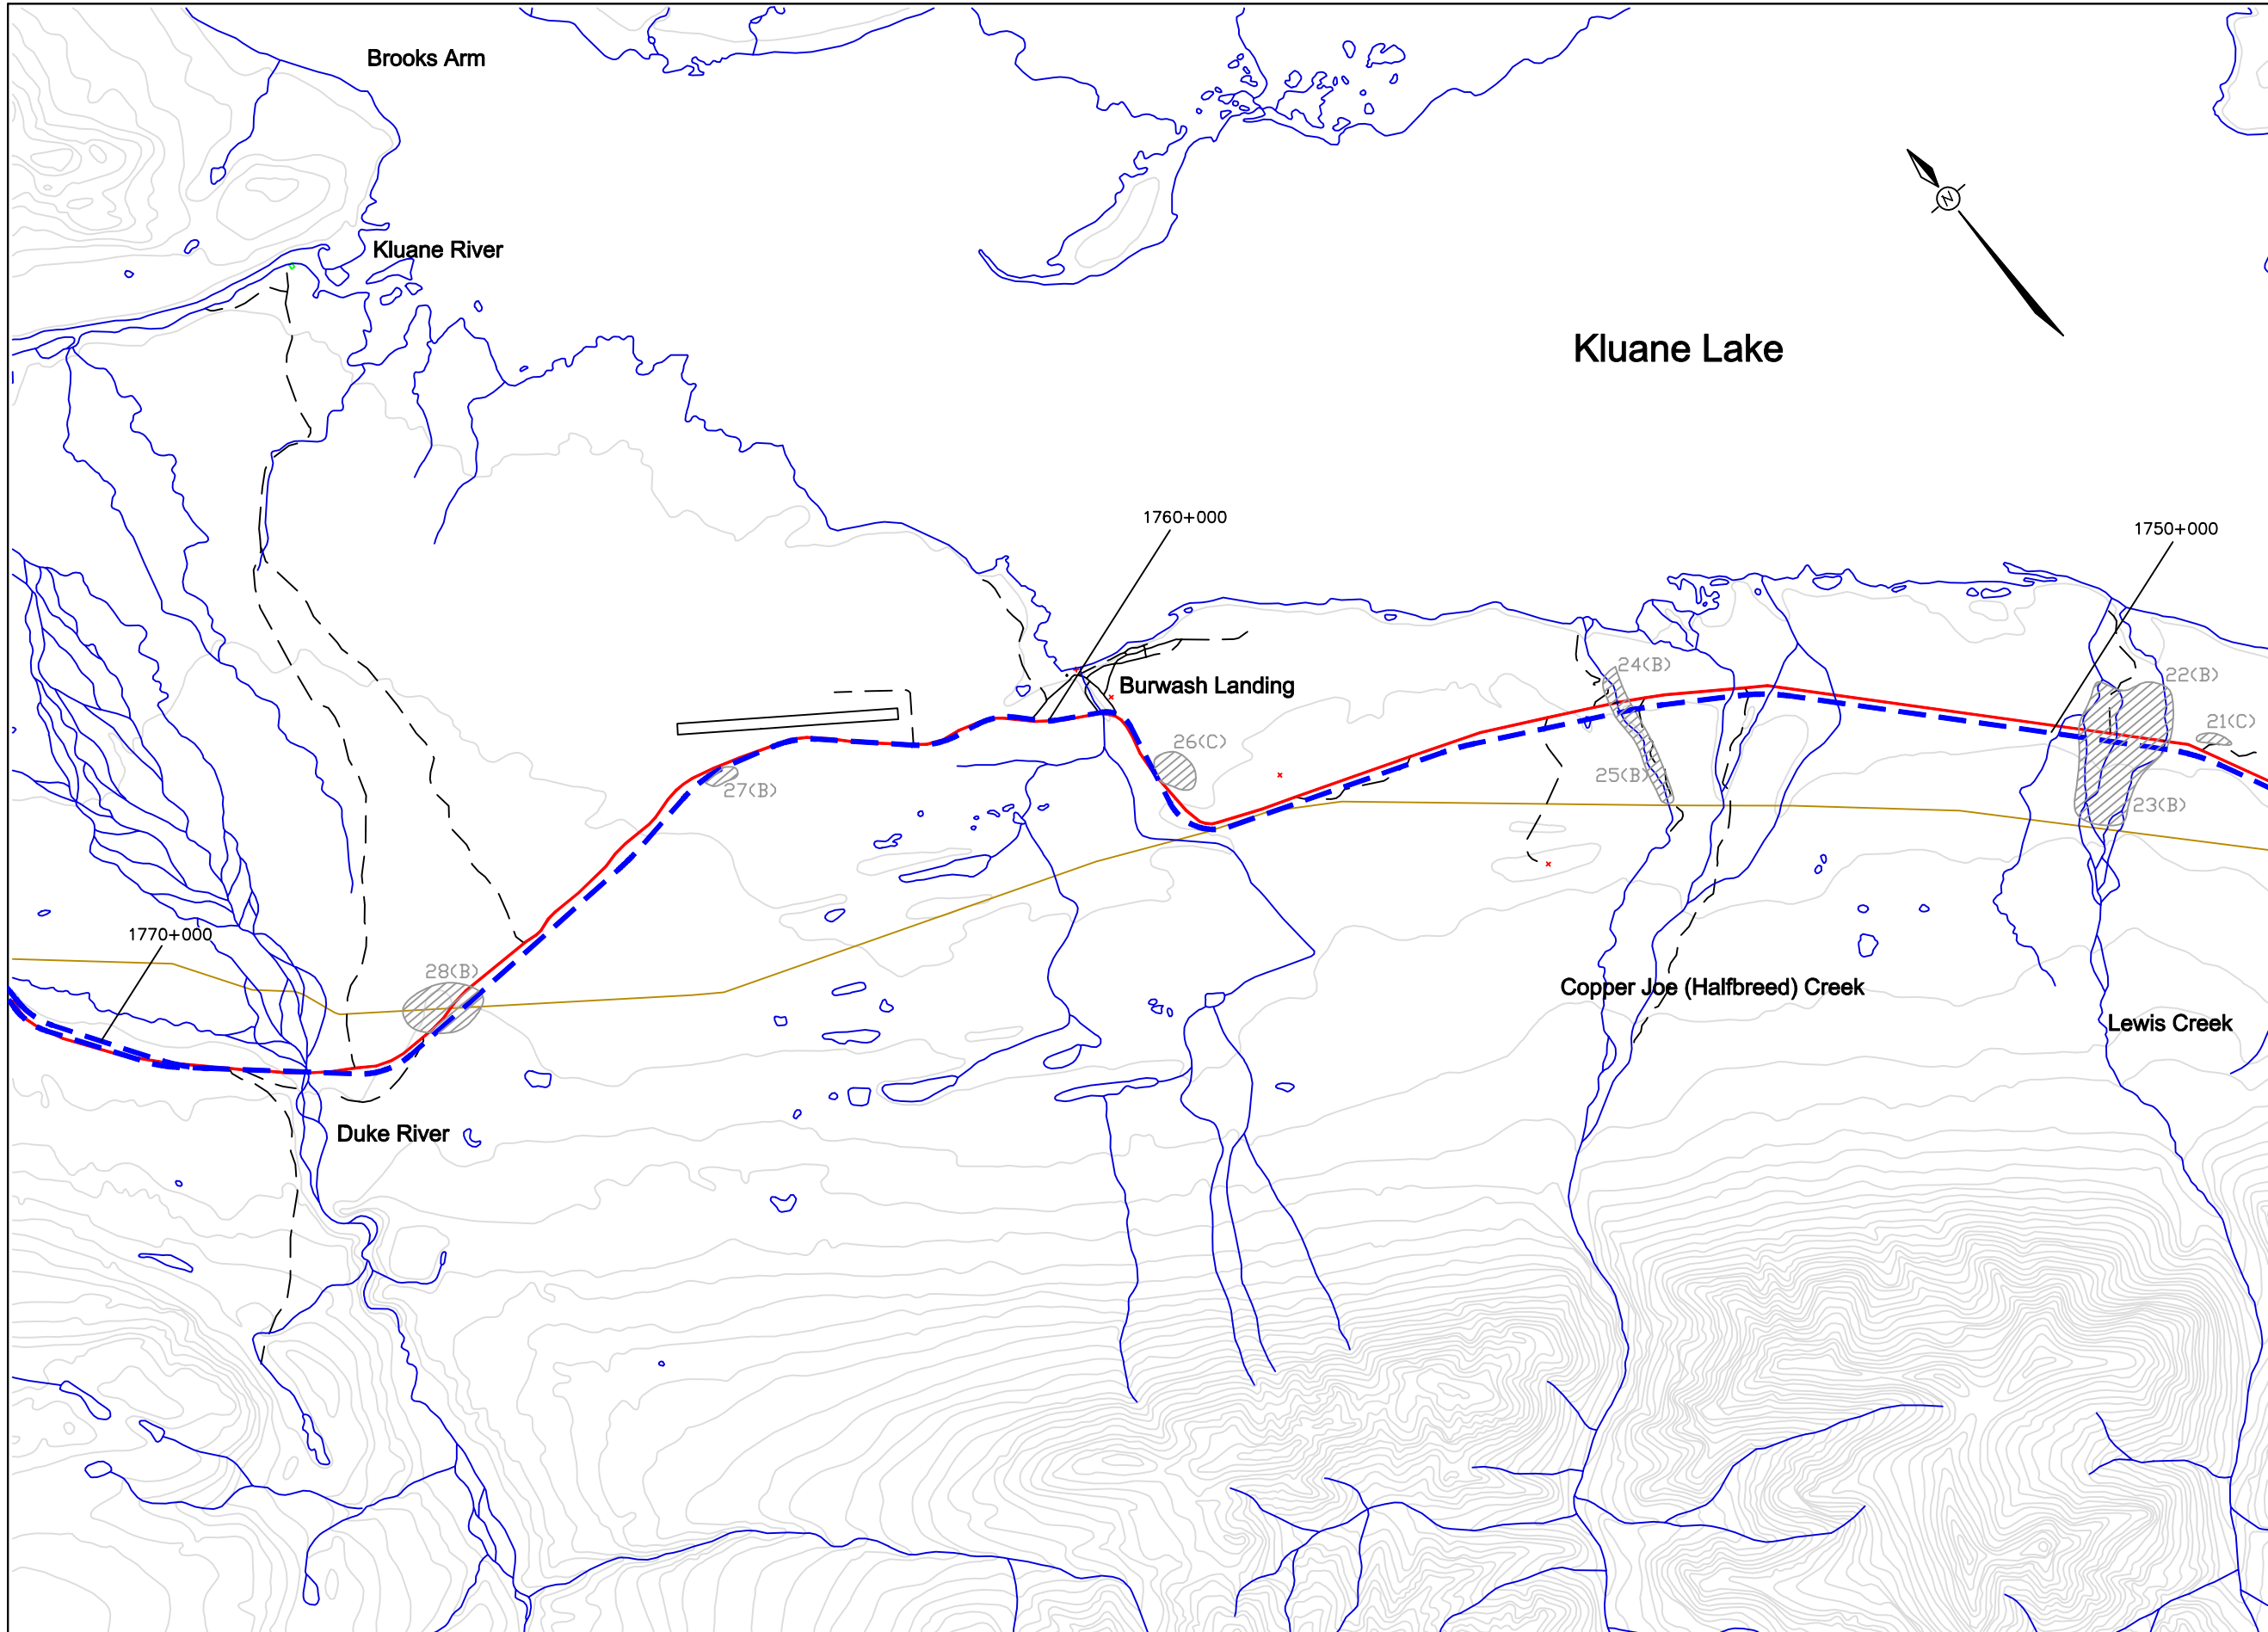 Brooks Arm
Kluane River
N
Kluane Lake
1760+000
1750+000
24(B)
22(B)
Burwash Landing
21(C)
26(C)
25(B)
27(B)
23(B)
1770+000
28(B)
Copper Joe (Halfbreed) Creek
Lewis Creek
Duke River